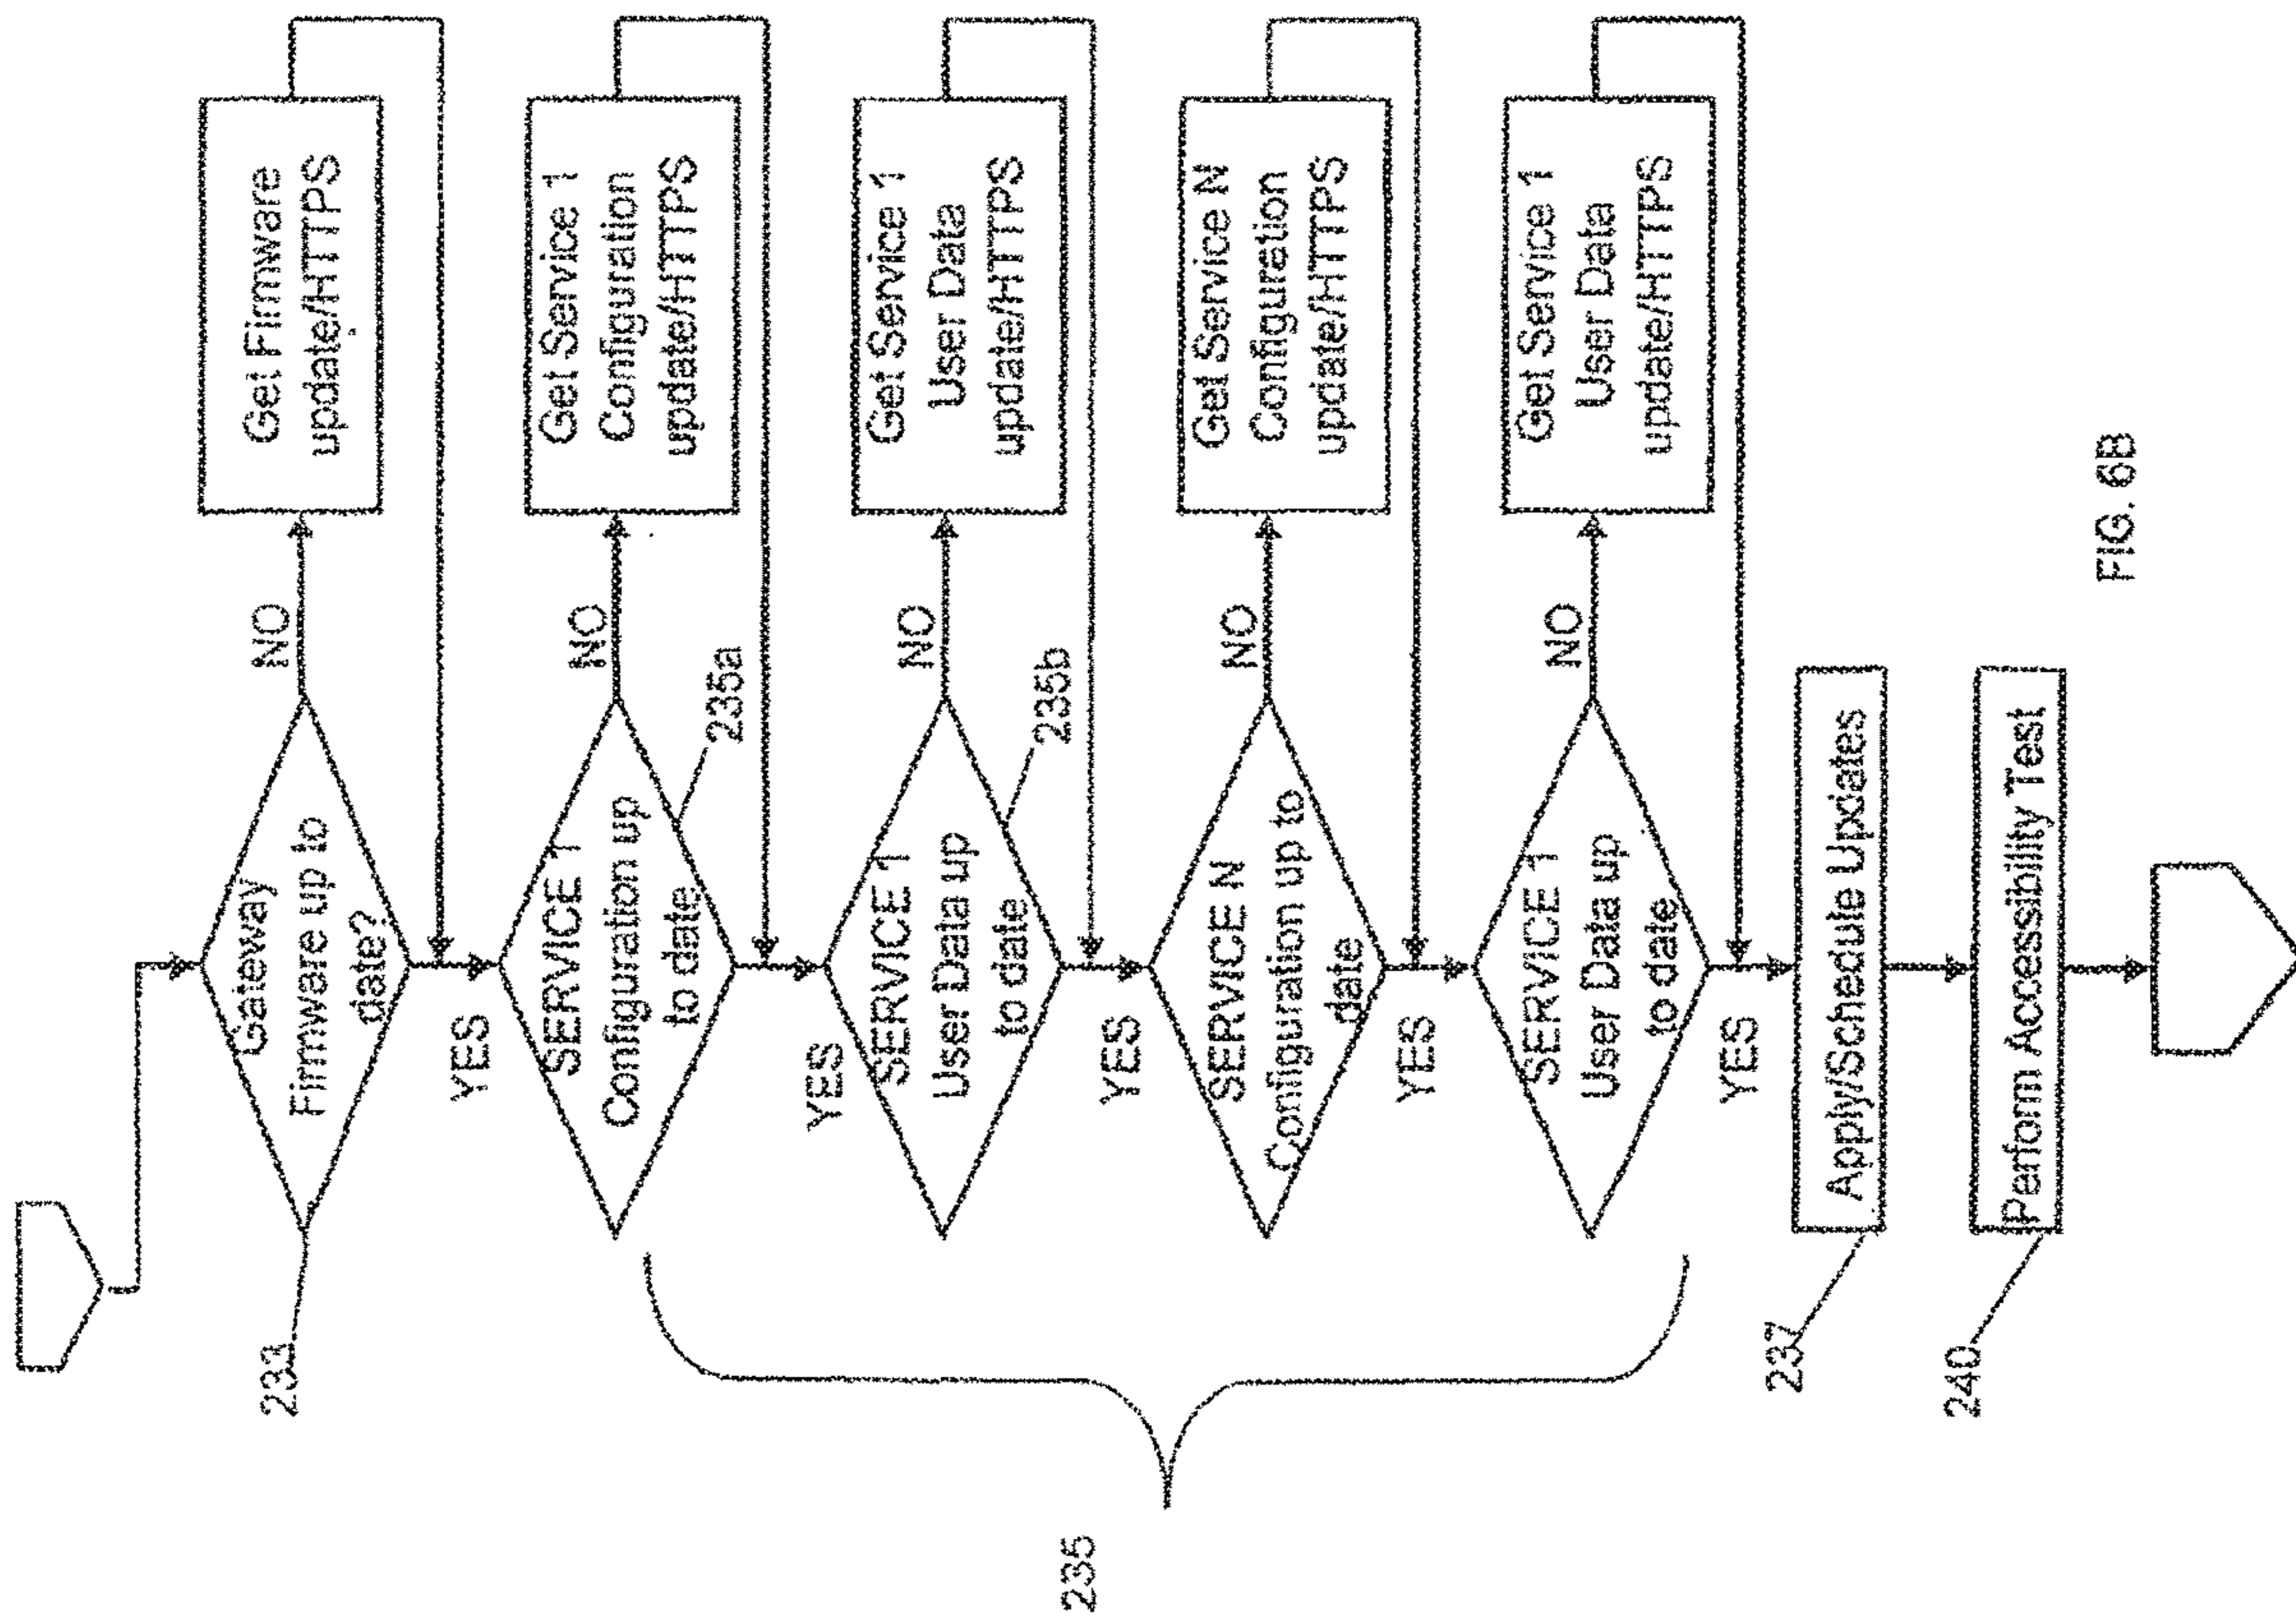 233
Gateway
Firmware up to
date?
NO
Get Firmware
update/HTTPS
YES
SERVICE 1
Configuration up
to date
235a
NO
Get Service 1
Configuration
update/HTTPS
YES
SERVICE 1
User Data up
to date
235b
NO
Get Service 1
User Data
update/HTTPS
YES
SERVICE N
Configuration up to
date
NO
Get Service N
Configuration
update/HTTPS
YES
SERVICE 1
User Data up
to date
NO
Get Service 1
User Data
update/HTTPS
YES
235
237
Apply/Schedule Updates
240
Perform Accessibility Test
FIG. 6B